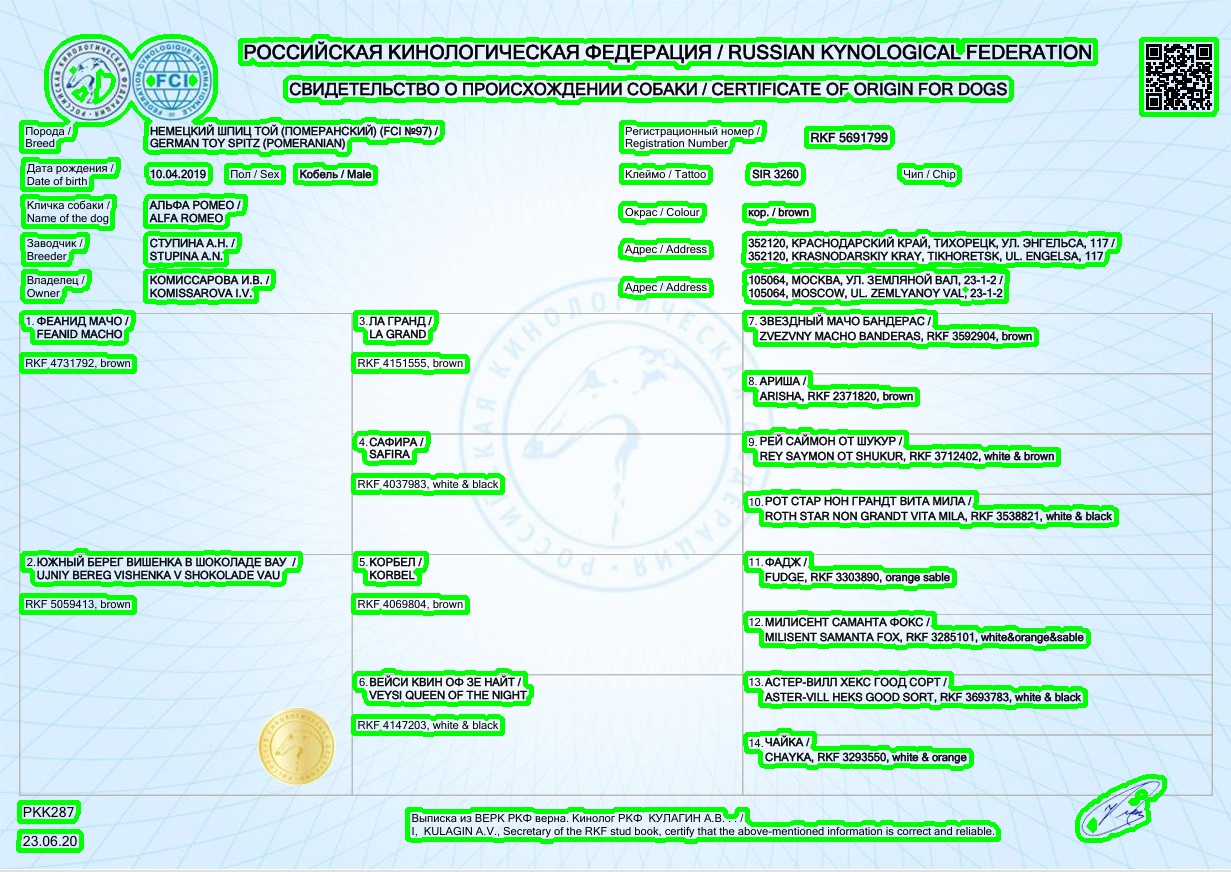 РОССИЙСКАЯ КИНОЛОГИЧЕСКАЯ ФЕДЕРАЦИЯ / RUSSIAN KYNOLOGICAL FEDERATION
СВИДЕТЕЛЬСТВО О ПРОИСХОЖДЕНИИ СОБАКИ / CERTIFICATE OF ORIGIN FOR DOGS
FCI
Порода /
Breed
НЕМЕЦКИЙ ШПИЦ ТОЙ (ПОМЕРАНСКИЙ) (FCI №97) /
GERMAN TOY SPITZ (POMERANIAN)
Регистрационный номер /
Registration Number
RKF 5691799
Дата рождения /
Date of birth
10.04.2019
Пол / Sex
Кобель / Male
Клеймо / Tattoo
SIR 3260
Чип / Chip
Кличка собаки /
Name of the dog
АЛЬФА РОМЕО /
ALFA ROMEO
Окрас / Colour
кор. / brown
Заводчик /
Breeder
СТУПИНА А.Н. /
STUPINA A.N.
Адрес / Address
352120, КРАСНОДАРСКИЙ КРАЙ, ТИХОРЕЦК, УЛ. ЭНГЕЛЬСА, 117 /
352120, KRASNODARSKIY KRAY, TIKHORETSK, UL. ENGELSA, 117
Владелец /
Owner
КОМИССАРОВА И.В. /
KOMISSAROVA I.V.
Адрес / Address
105064, МОСКВА, УЛ. ЗЕМЛЯНОЙ ВАЛ, 23-1-2 /
105064, MOSCOW, UL. ZEMLYANOY VAL, 23-1-2
1. ФЕАНИД МАЧО /
FEANID MACHO
RKF 4731792, brown
2. ЮЖНЫЙ БЕРЕГ ВИШЕНКА В ШОКОЛАДЕ ВАУ /
UJNIY BEREG VISHENKA V SHOKOLADE VAU
RKF 5059413, brown
3. ЛА ГРАНД /
LA GRAND
RKF 4151555, brown
4. САФИРА /
SAFIRA
RKF 4037983, white & black
5. КОРБЕЛ /
KORBEL
RKF 4069804, brown
6. ВЕЙСИ КВИН ОФ ЗЕ НАЙТ /
VEYSI QUEEN OF THE NIGHT
RKF 4147203, white & black
7. ЗВЕЗДНЫЙ МАЧО БАНДЕРАС /
ZVEZVNY MACHO BANDERAS, RKF 3592904, brown
8. АРИША /
ARISHA, RKF 2371820, brown
9. РЕЙ САЙМОН ОТ ШУКУР /
REY SAYMON OT SHUKUR, RKF 3712402, white & brown
10. РОТ СТАР НОН ГРАНДТ ВИТА МИЛА /
ROTH STAR NON GRANDT VITA MILA, RKF 3538821, white & black
11. ФАДЖ /
FUDGE, RKF 3303890, orange sable
12. МИЛИСЕНТ САМАНТА ФОКС /
MILISENT SAMANTA FOX, RKF 3285101, white&orange&sable
13. АСТЕР-ВИЛЛ ХЕКС ГООД СОРТ /
ASTER-VILL HEKS GOOD SORT, RKF 3693783, white & black
14. ЧАЙКА /
CHAYKA, RKF 3293550, white & orange
PKK287
23.06.20
Выписка из ВЕРК РКФ верна. Кинолог РКФ КУЛАГИН А.В. . . /
I, KULAGIN A.V., Secretary of the RKF stud book, certify that the above-mentioned information is correct and reliable.